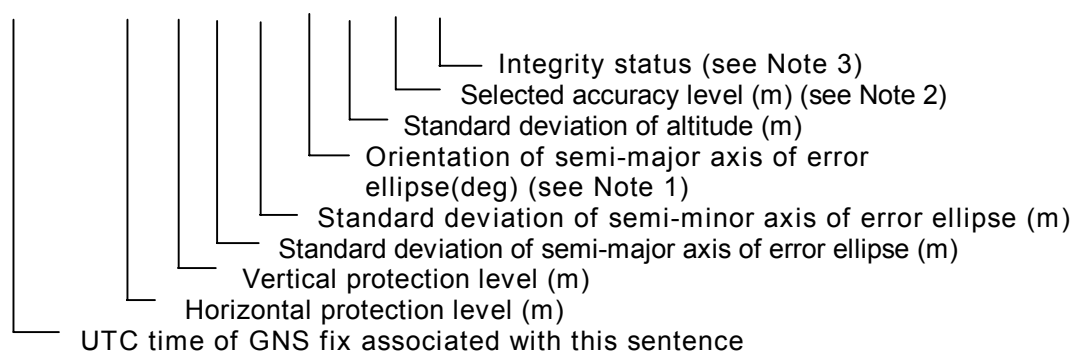 Integrity status (see Note 3)
Selected accuracy level (m) (see Note 2)
Standard deviation of altitude (m)
Orientation of semi-major axis of error
ellipse(deg) (see Note 1)
Standard deviation of semi-minor axis of error ellipse (m)
Standard deviation of semi-major axis of error ellipse (m)
Vertical protection level (m)
Horizontal protection level (m)
UTC time of GNS fix associated with this sentence